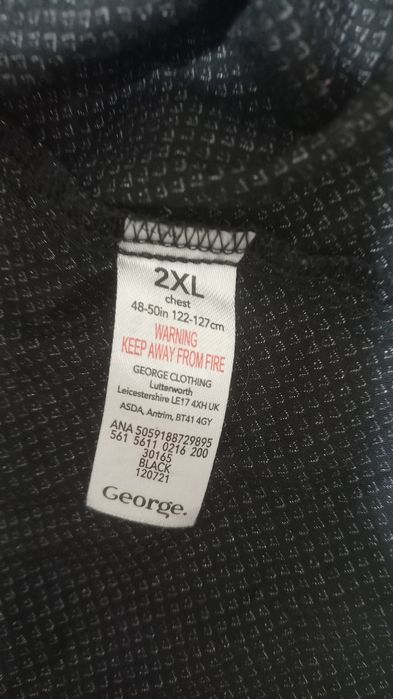 2XL
chest
48-50in 122-127cm
WARNING
KEEP AWAY FROM FIRE
GEORGE CLOTHING
Lutterworth
Leicestershire LE17 4XH UK
ASDA, Antrim, BT41 4GY
ANA 5059188729895
561 5611 0216 200
30165
BLACK
120721
George.